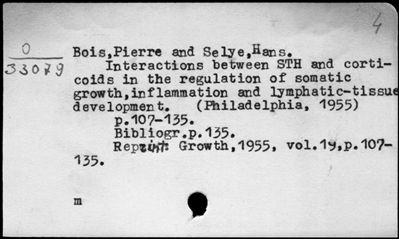 4
0
33079
Bois,Pierre and Selye,Hans.
Interactions between STH and corti-
coids in the regulation of somatic
growth,inflammation and lymphatic-tissue
development. (Philadelphia, 1955)
p.107-135.
Bibliogr.p.135.
Reprint: Growth,1955, vol.19,p.107-
135.
m